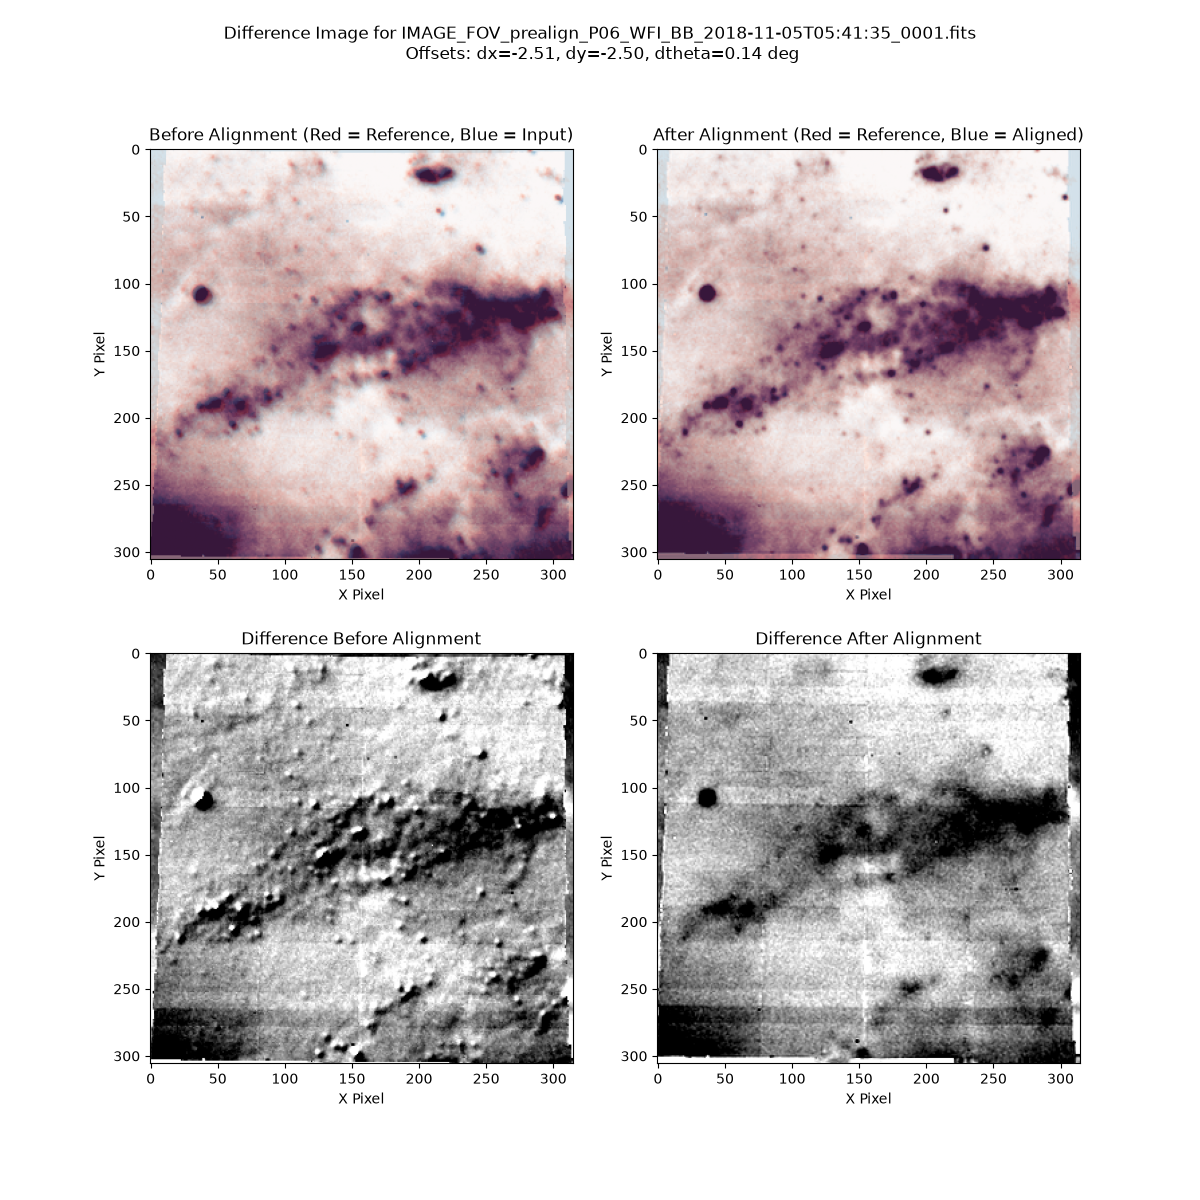 Difference Image for IMAGE_FOV_prealign_P06_WFI_BB_2018-11-05T05:41:35_0001.fits
Offsets: dx=-2.51, dy=-2.50, dtheta=0.14 deg
Before Alignment (Red = Reference, Blue = Input)
After Alignment (Red = Reference, Blue = Aligned)
0
50
100
150
200
250
300
Y Pixel
0 50 100 150 200 250 300
X Pixel
0
50
100
150
200
250
300
Y Pixel
0 50 100 150 200 250 300
X Pixel
Difference Before Alignment
Difference After Alignment
0
50
100
150
200
250
300
Y Pixel
0 50 100 150 200 250 300
X Pixel
0
50
100
150
200
250
300
Y Pixel
0 50 100 150 200 250 300
X Pixel